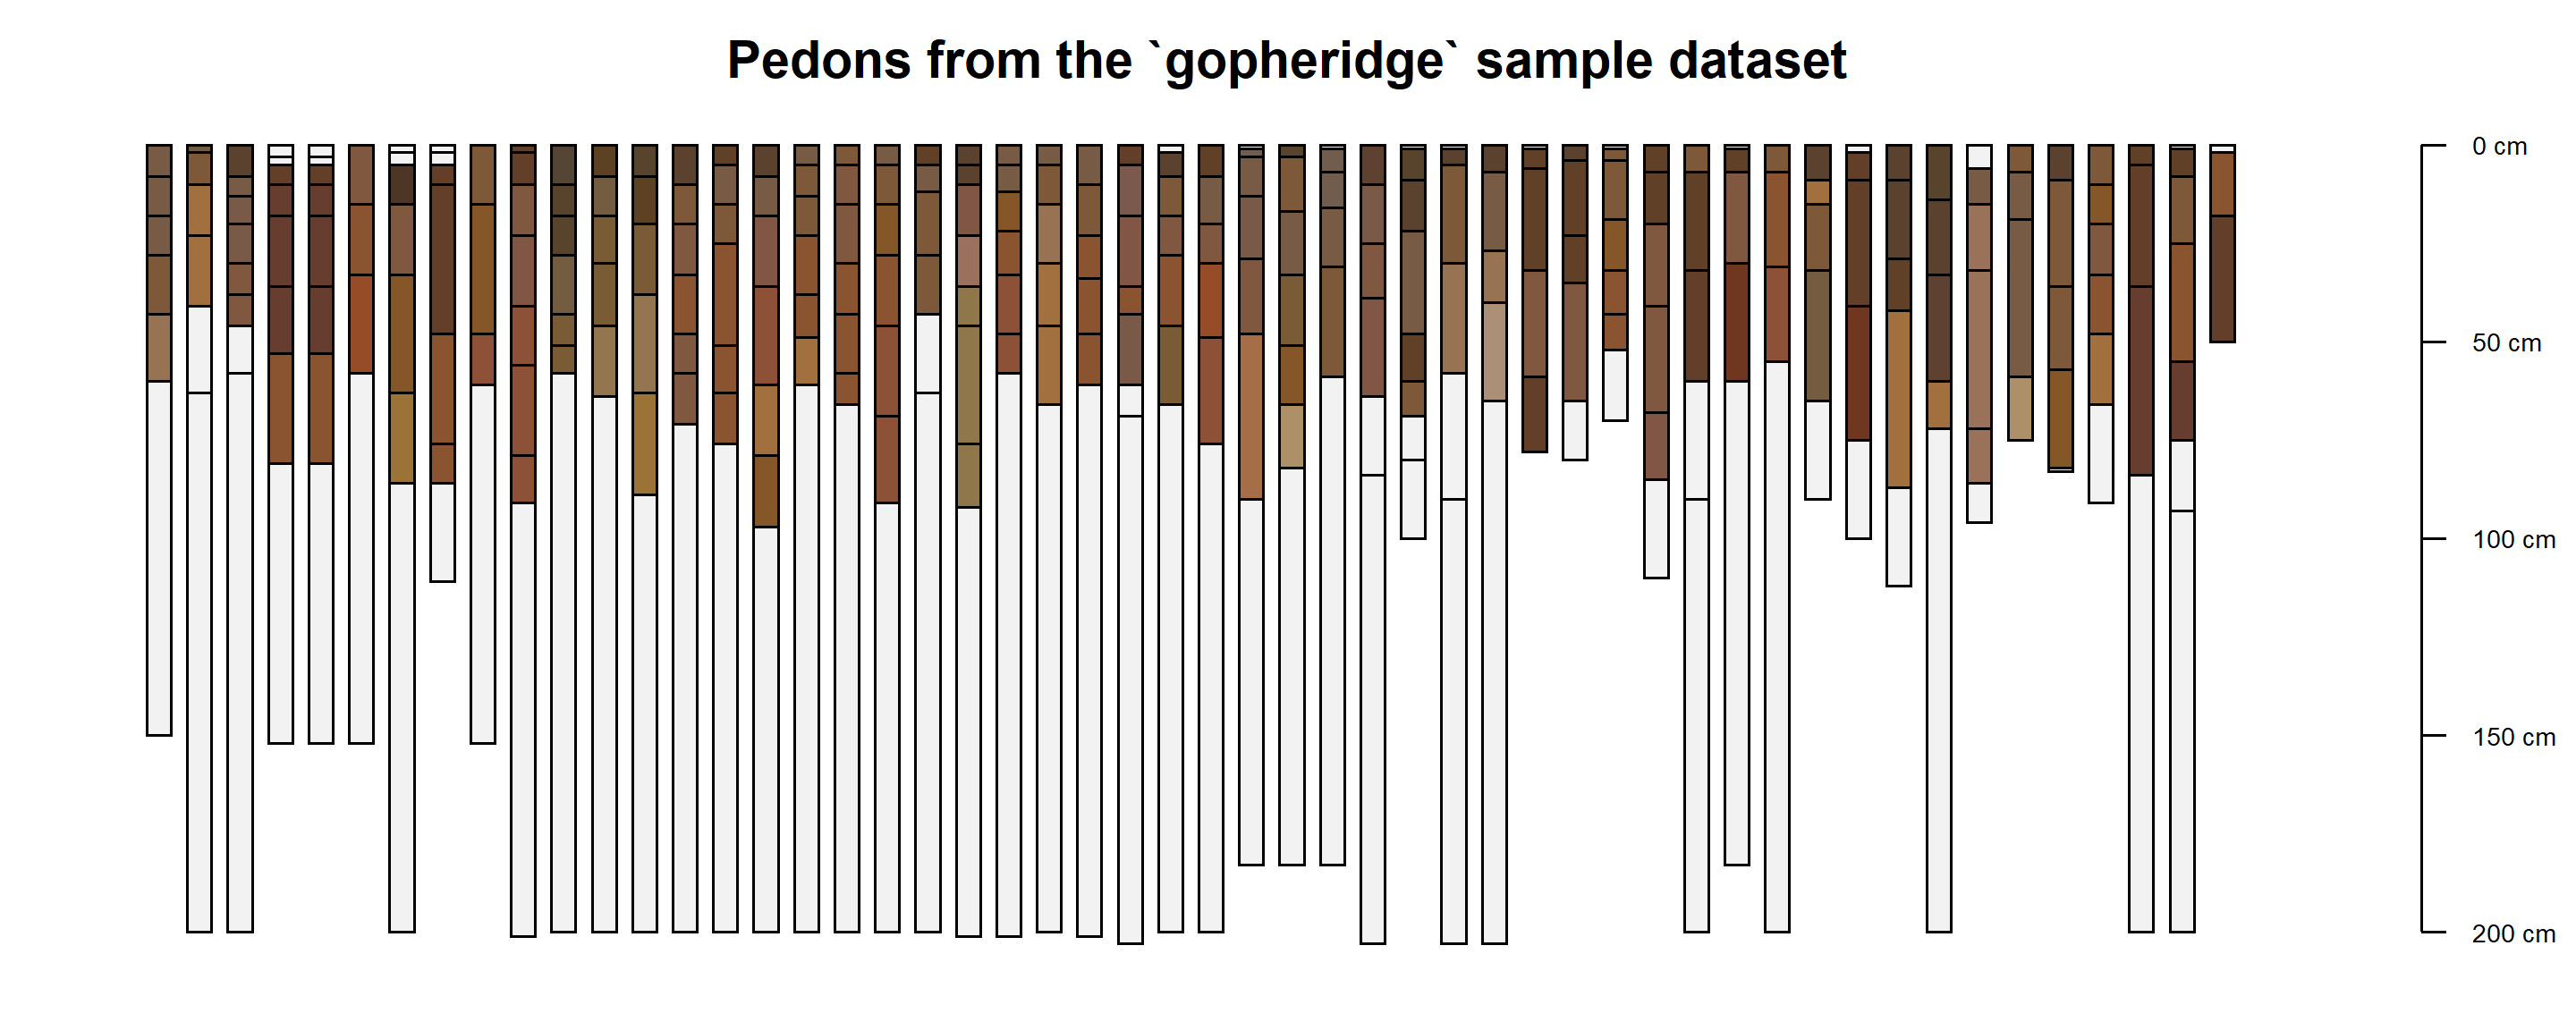 Pedons from the `gopheridge` sample dataset
0 cm
50 cm
100 cm
150 cm
200 cm